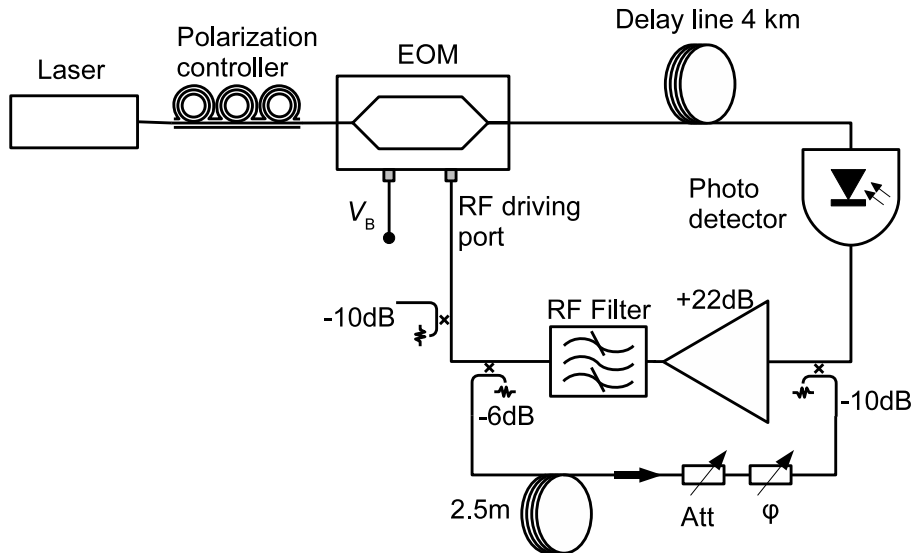 Delay line 4 km
Polarization
controller
Laser
EOM
Photo
detector
V_B
RF driving
port
-10dB
RF Filter
+22dB
-6dB
-10dB
2.5m
Att
φ